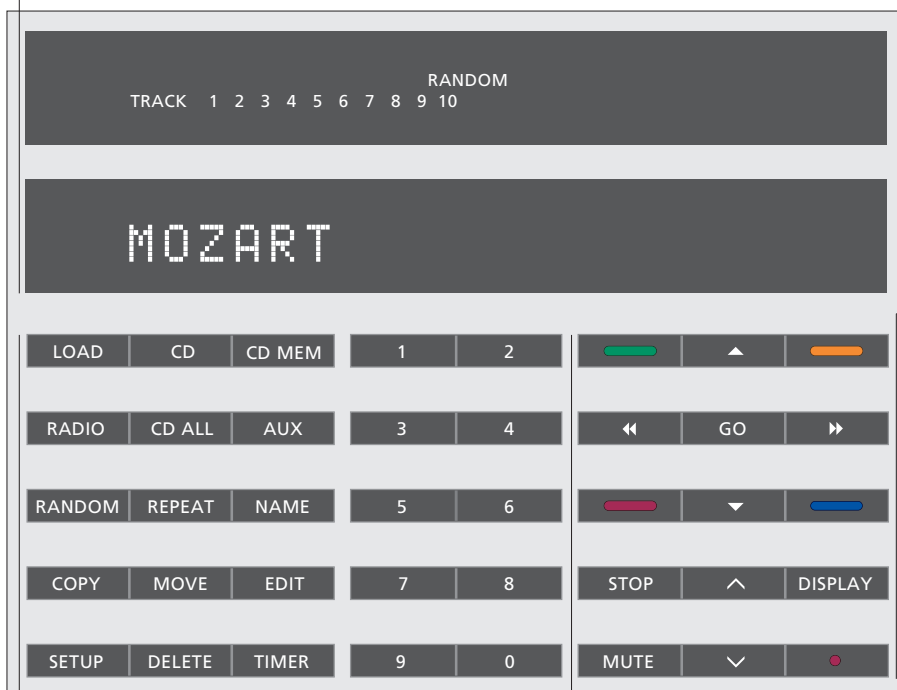 RANDOM
TRACK 1 2 3 4 5 6 7 8 9 10
MOZART
LOAD CD CD MEM 1 2
RADIO CD ALL AUX 3 4 GO
RANDOM REPEAT NAME 5 6
COPY MOVE EDIT 7 8 STOP DISPLAY
SETUP DELETE TIMER 9 0 MUTE